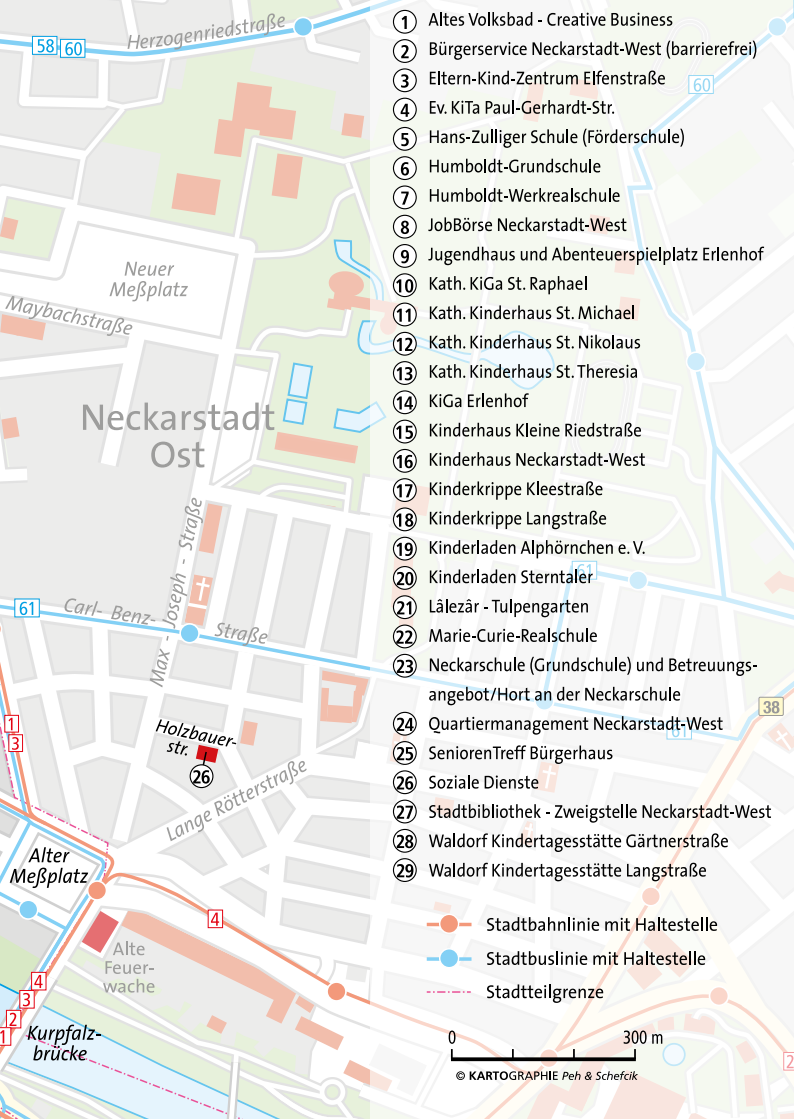 Herzogenriedstraße
58 60
60
Neuer
Meßplatz
Maybachstraße
Neckarstadt
Ost
Max - Joseph - Straße
61
Carl- Benz- Straße
61
61
38
1
3
Holzbauer-
str.
26
Lange Rötterstraße
Alter
Meßplatz
4
Alte
Feuer-
wache
4
3
2
1
Kurpfalz-
brücke
2
1 Altes Volksbad - Creative Business
2 Bürgerservice Neckarstadt-West (barrierefrei)
3 Eltern-Kind-Zentrum Elfenstraße
4 Ev. KiTa Paul-Gerhardt-Str.
5 Hans-Zulliger Schule (Förderschule)
6 Humboldt-Grundschule
7 Humboldt-Werkrealschule
8 JobBörse Neckarstadt-West
9 Jugendhaus und Abenteuerspielplatz Erlenhof
10 Kath. KiGa St. Raphael
11 Kath. Kinderhaus St. Michael
12 Kath. Kinderhaus St. Nikolaus
13 Kath. Kinderhaus St. Theresia
14 KiGa Erlenhof
15 Kinderhaus Kleine Riedstraße
16 Kinderhaus Neckarstadt-West
17 Kinderkrippe Kleestraße
18 Kinderkrippe Langstraße
19 Kinderladen Alphörnchen e. V.
20 Kinderladen Sterntaler
21 Lâlezâr - Tulpengarten
22 Marie-Curie-Realschule
23 Neckarschule (Grundschule) und Betreuungs-
angebot/Hort an der Neckarschule
24 Quartiermanagement Neckarstadt-West
25 SeniorenTreff Bürgerhaus
26 Soziale Dienste
27 Stadtbibliothek - Zweigstelle Neckarstadt-West
28 Waldorf Kindertagesstätte Gärtnerstraße
29 Waldorf Kindertagesstätte Langstraße
Stadtbahnlinie mit Haltestelle
Stadtbuslinie mit Haltestelle
Stadtteilgrenze
0 300 m
© KARTOGRAPHIE Peh & Schefcik